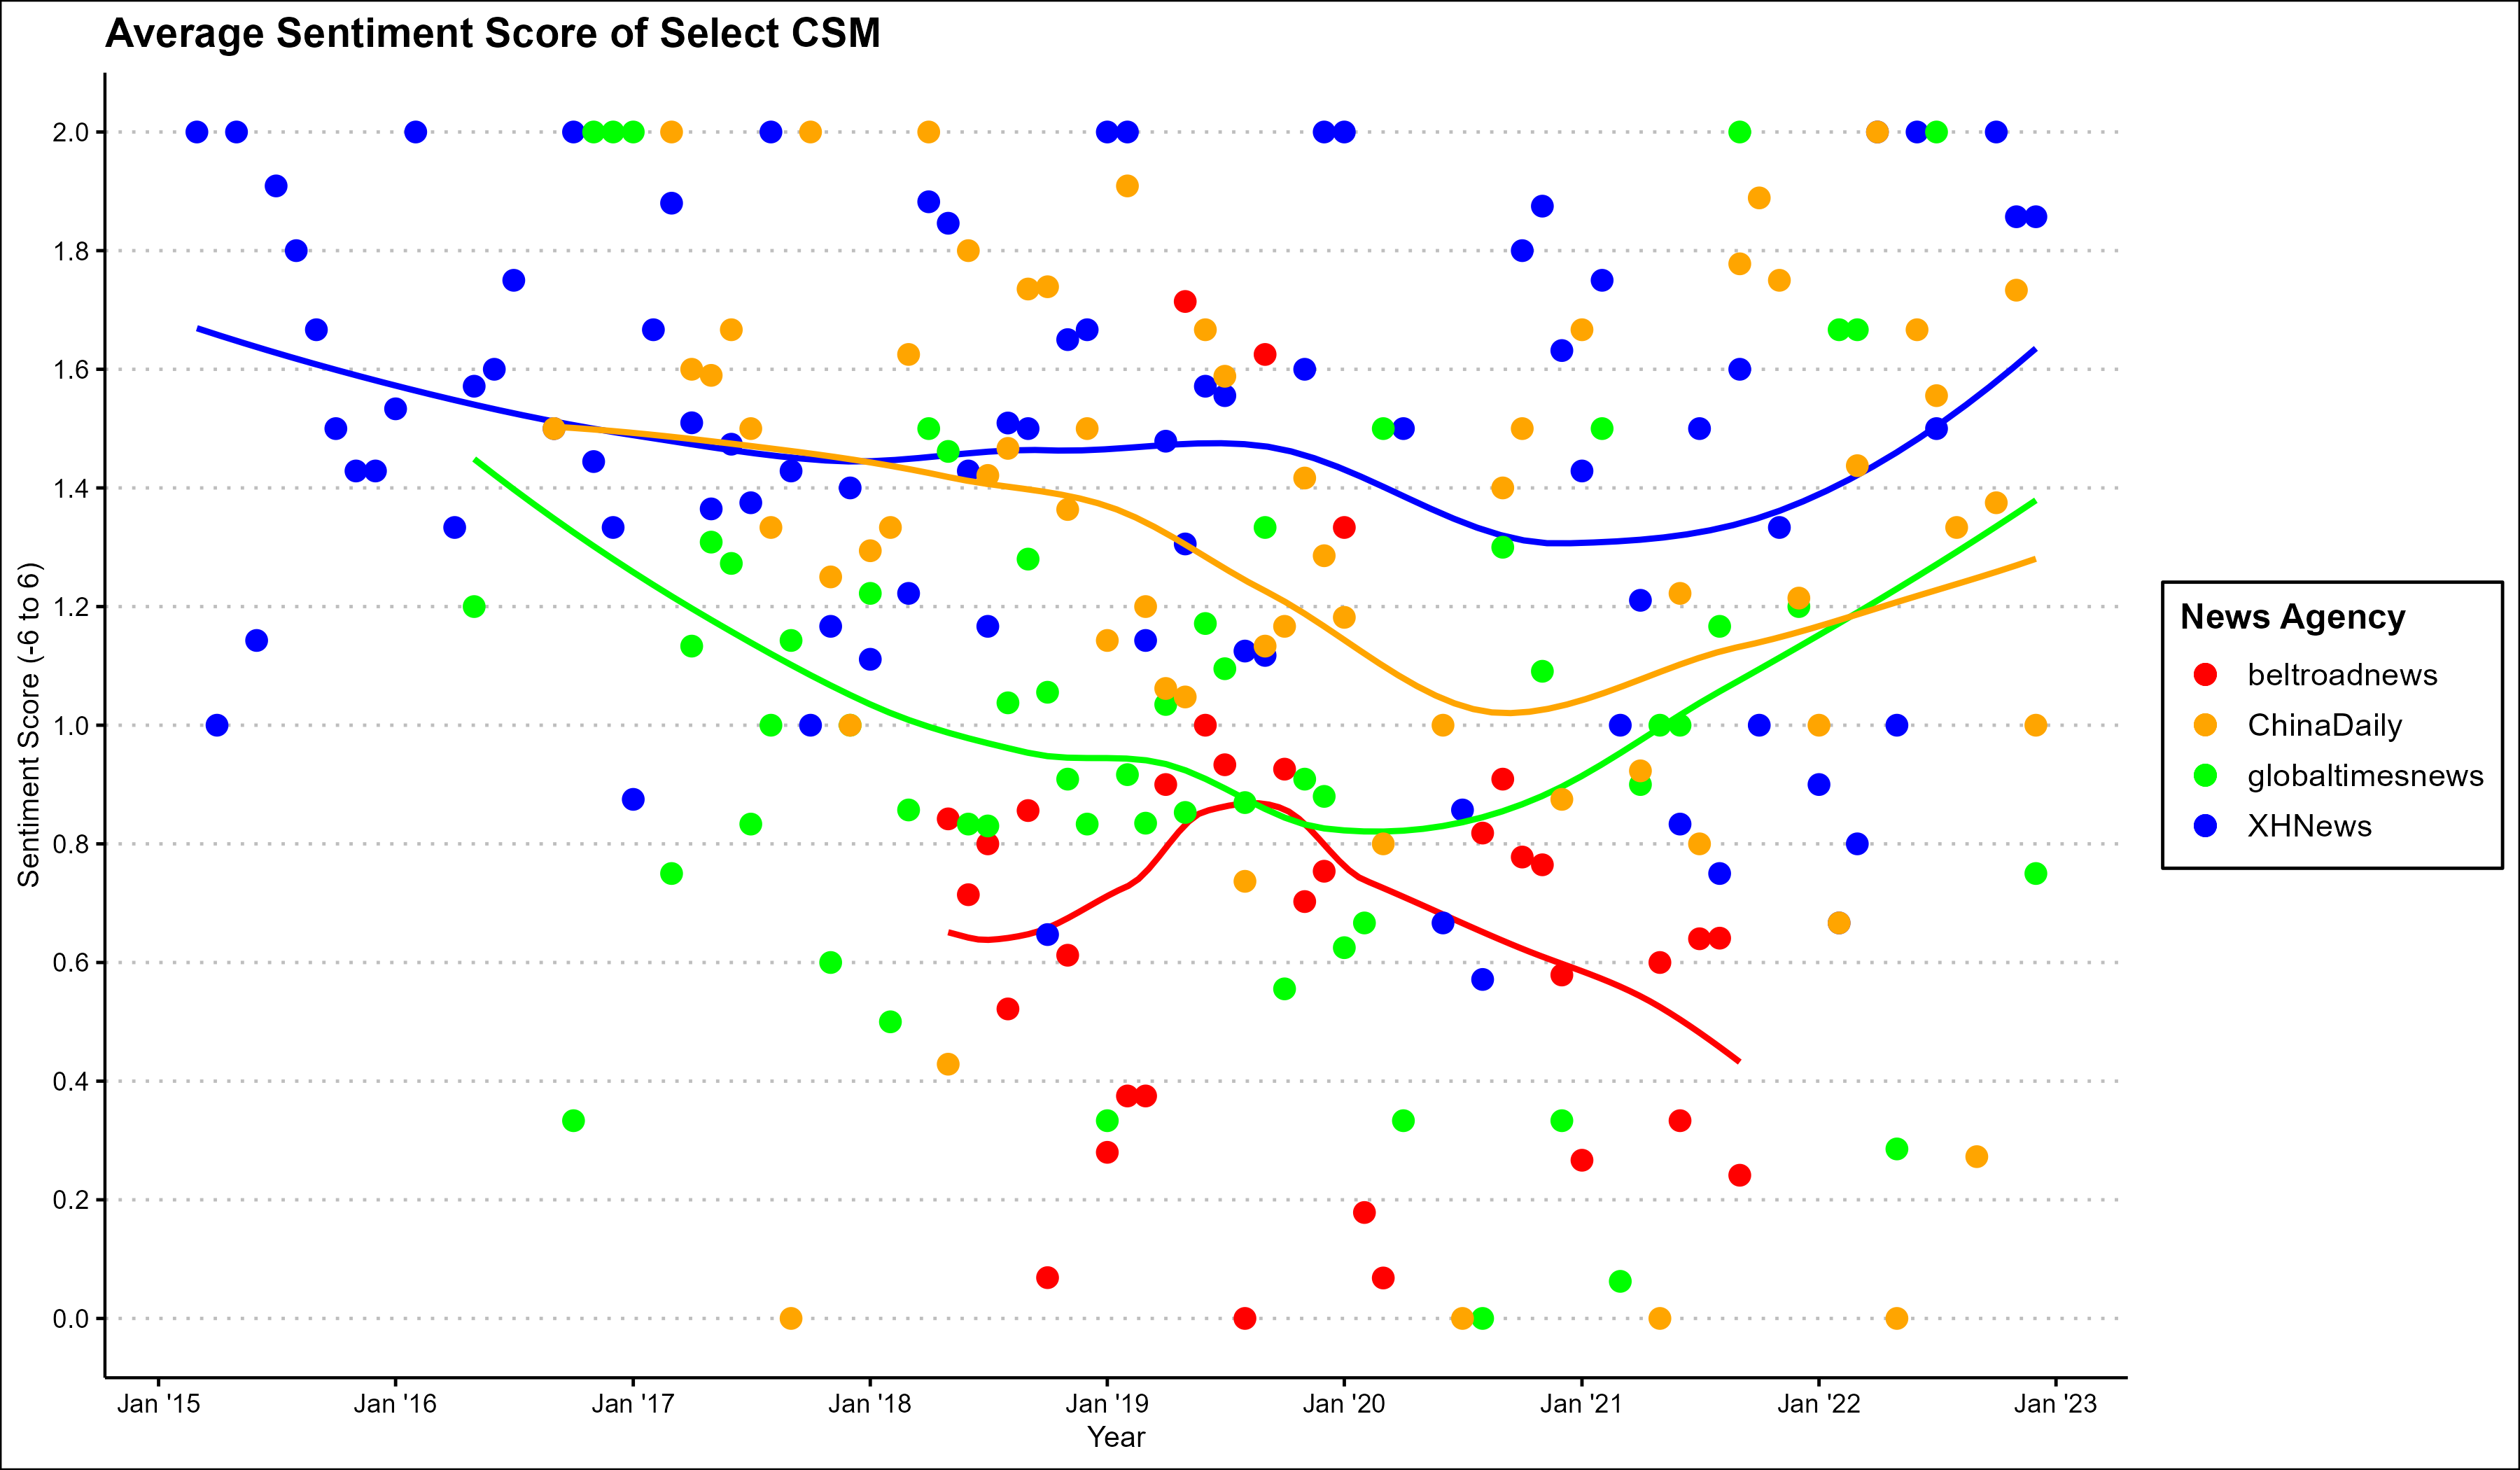 Average Sentiment Score of Select CSM
Sentiment Score (-6 to 6)
2.0
1.8
1.6
1.4
1.2
1.0
0.8
0.6
0.4
0.2
0.0
Jan '15 Jan '16 Jan '17 Jan '18 Jan '19 Jan '20 Jan '21 Jan '22 Jan '23
Year
News Agency
beltroadnews
ChinaDaily
globaltimesnews
XHNews